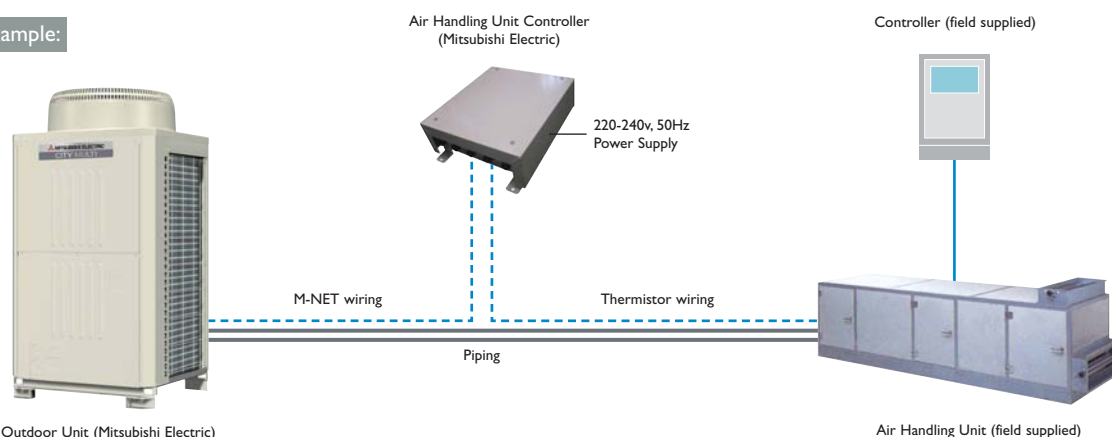 ample:
Air Handling Unit Controller
(Mitsubishi Electric)
Controller (field supplied)
220-240v, 50Hz
Power Supply
MITSUBISHI ELECTRIC
CITY MULTI
M-NET wiring
Thermistor wiring
Piping
Outdoor Unit (Mitsubishi Electric)
Air Handling Unit (field supplied)